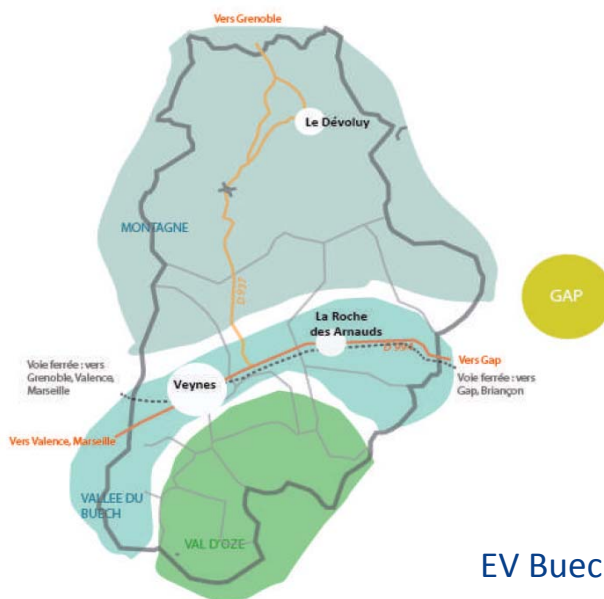 Vers Grenoble
Le Dévoluy
MONTAGNE
D 937
GAP
La Roche
des Arnauds
Vers Gap
Voie ferrée : vers
Grenoble, Valence,
Marseille
Veynes
Voie ferrée : vers
Gap, Briançon
Vers Valence, Marseille
VALLEE DU
BUECH
VAL D'OZE
EV Buec